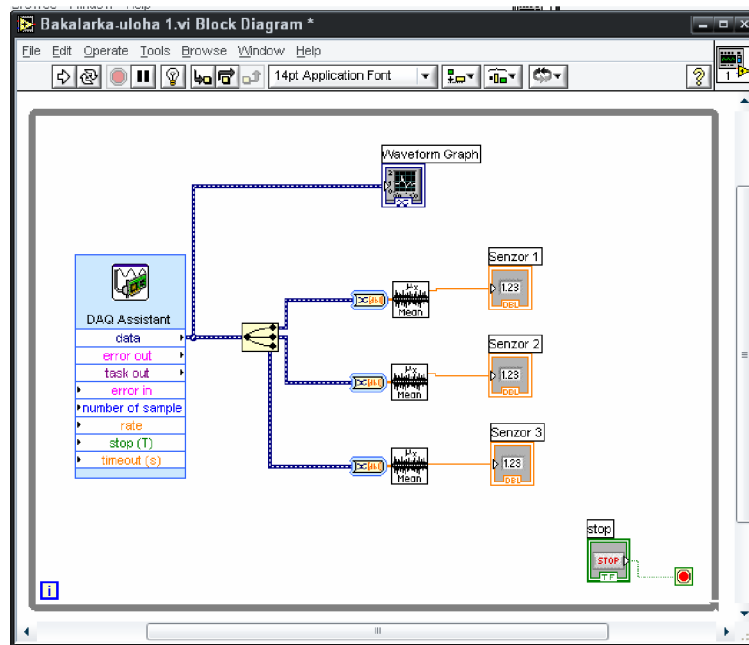 Bakalarka-uloha 1.vi Block Diagram *
File Edit Operate Tools Browse Window Help
14pt Application Font
?
1
Waveform Graph
DAQ Assistant
data
error out
task out
error in
number of sample
rate
stop (T)
timeout (s)
Mean
Senzor 1
1.23
DBL
Mean
Senzor 2
1.23
DBL
Mean
Senzor 3
1.23
DBL
stop
STOP
TF
i